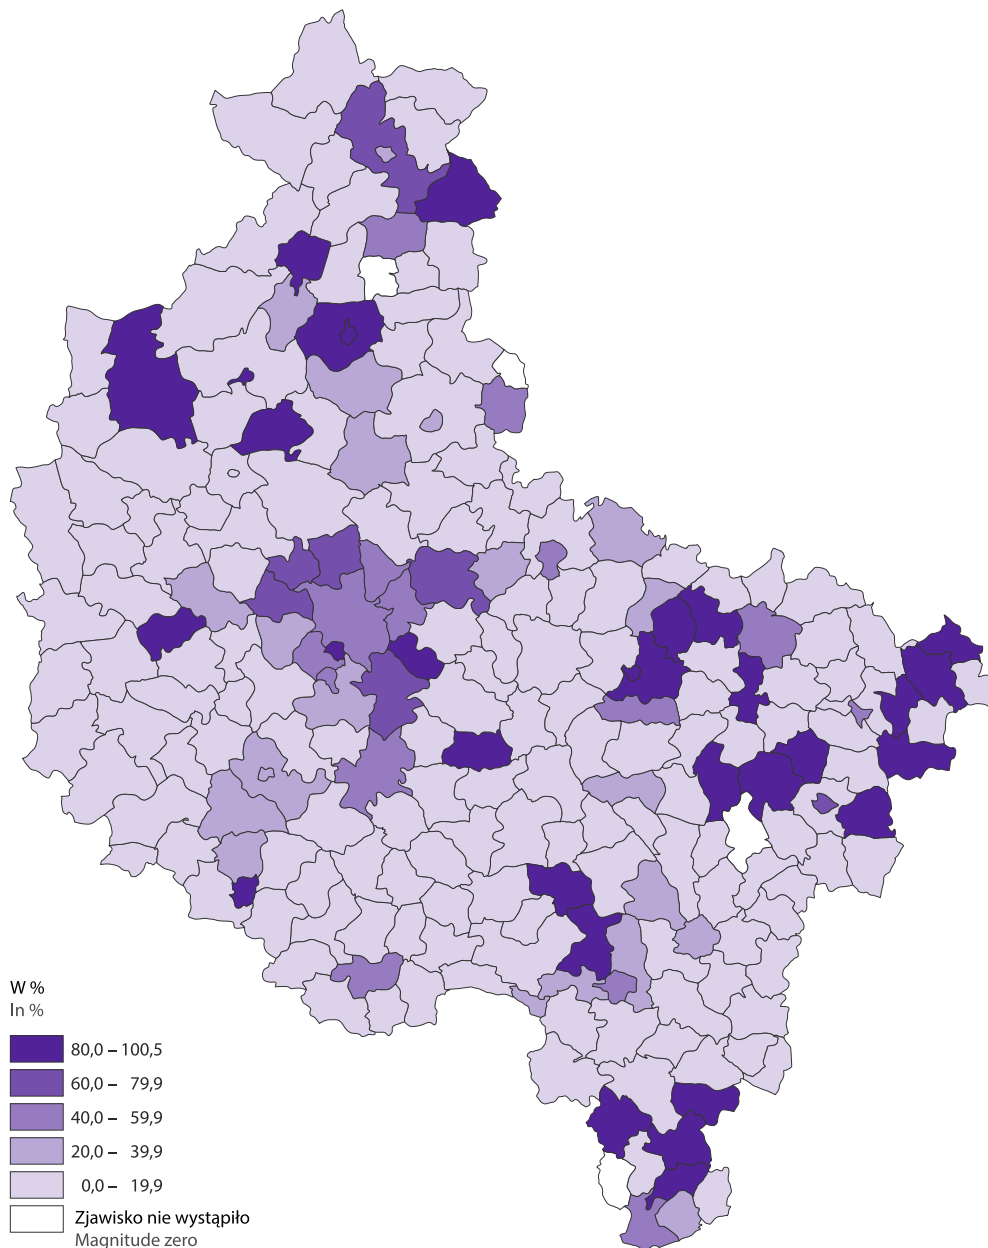 W %
In %
80,0 – 100,5
60,0 – 79,9
40,0 – 59,9
20,0 – 39,9
0,0 – 19,9
Zjawisko nie wystąpiło
Magnitude zero